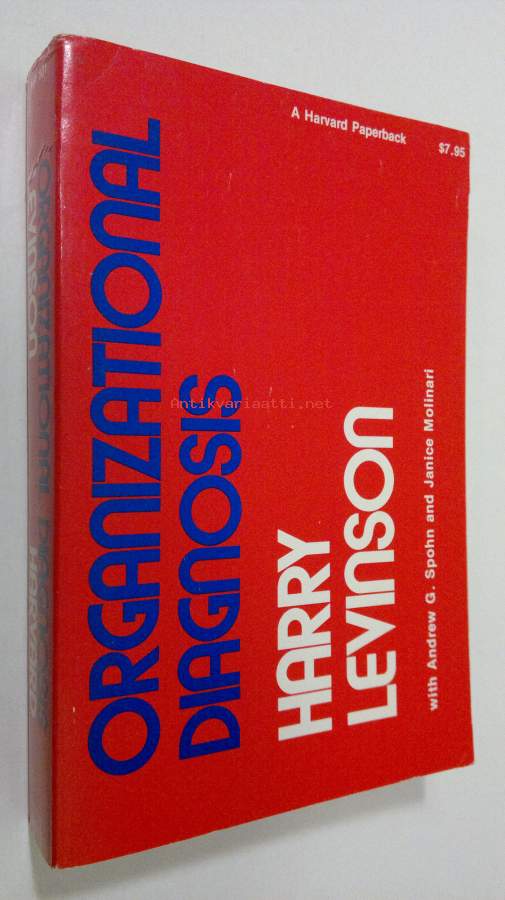 A Harvard Paperback
$7.95
ORGANIZATIONAL
DIAGNOSIS
HARRY
LEVINSON
with Andrew G. Spohn and Janice Molinari
LEVINSON
ORGANIZATIONAL DIAGNOSIS
HARVARD
Antikvariaatti.net